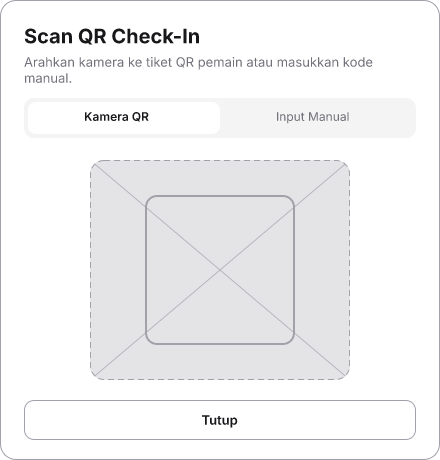 Scan QR Check-In
Arahkan kamera ke tiket QR pemain atau masukkan kode
manual.
Kamera QR
Input Manual
Tutup